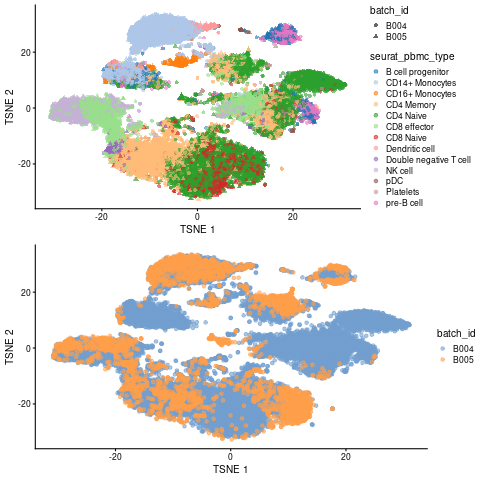 batch_id
B004
B005
seurat_pbmc_type
B cell progenitor
CD14+ Monocytes
CD16+ Monocytes
CD4 Memory
CD4 Naive
CD8 effector
CD8 Naive
Dendritic cell
Double negative T cell
NK cell
pDC
Platelets
pre-B cell
TSNE 2
20
0
-20
-20
0
20
TSNE 1
TSNE 2
20
0
-20
-20
0
20
TSNE 1
batch_id
B004
B005